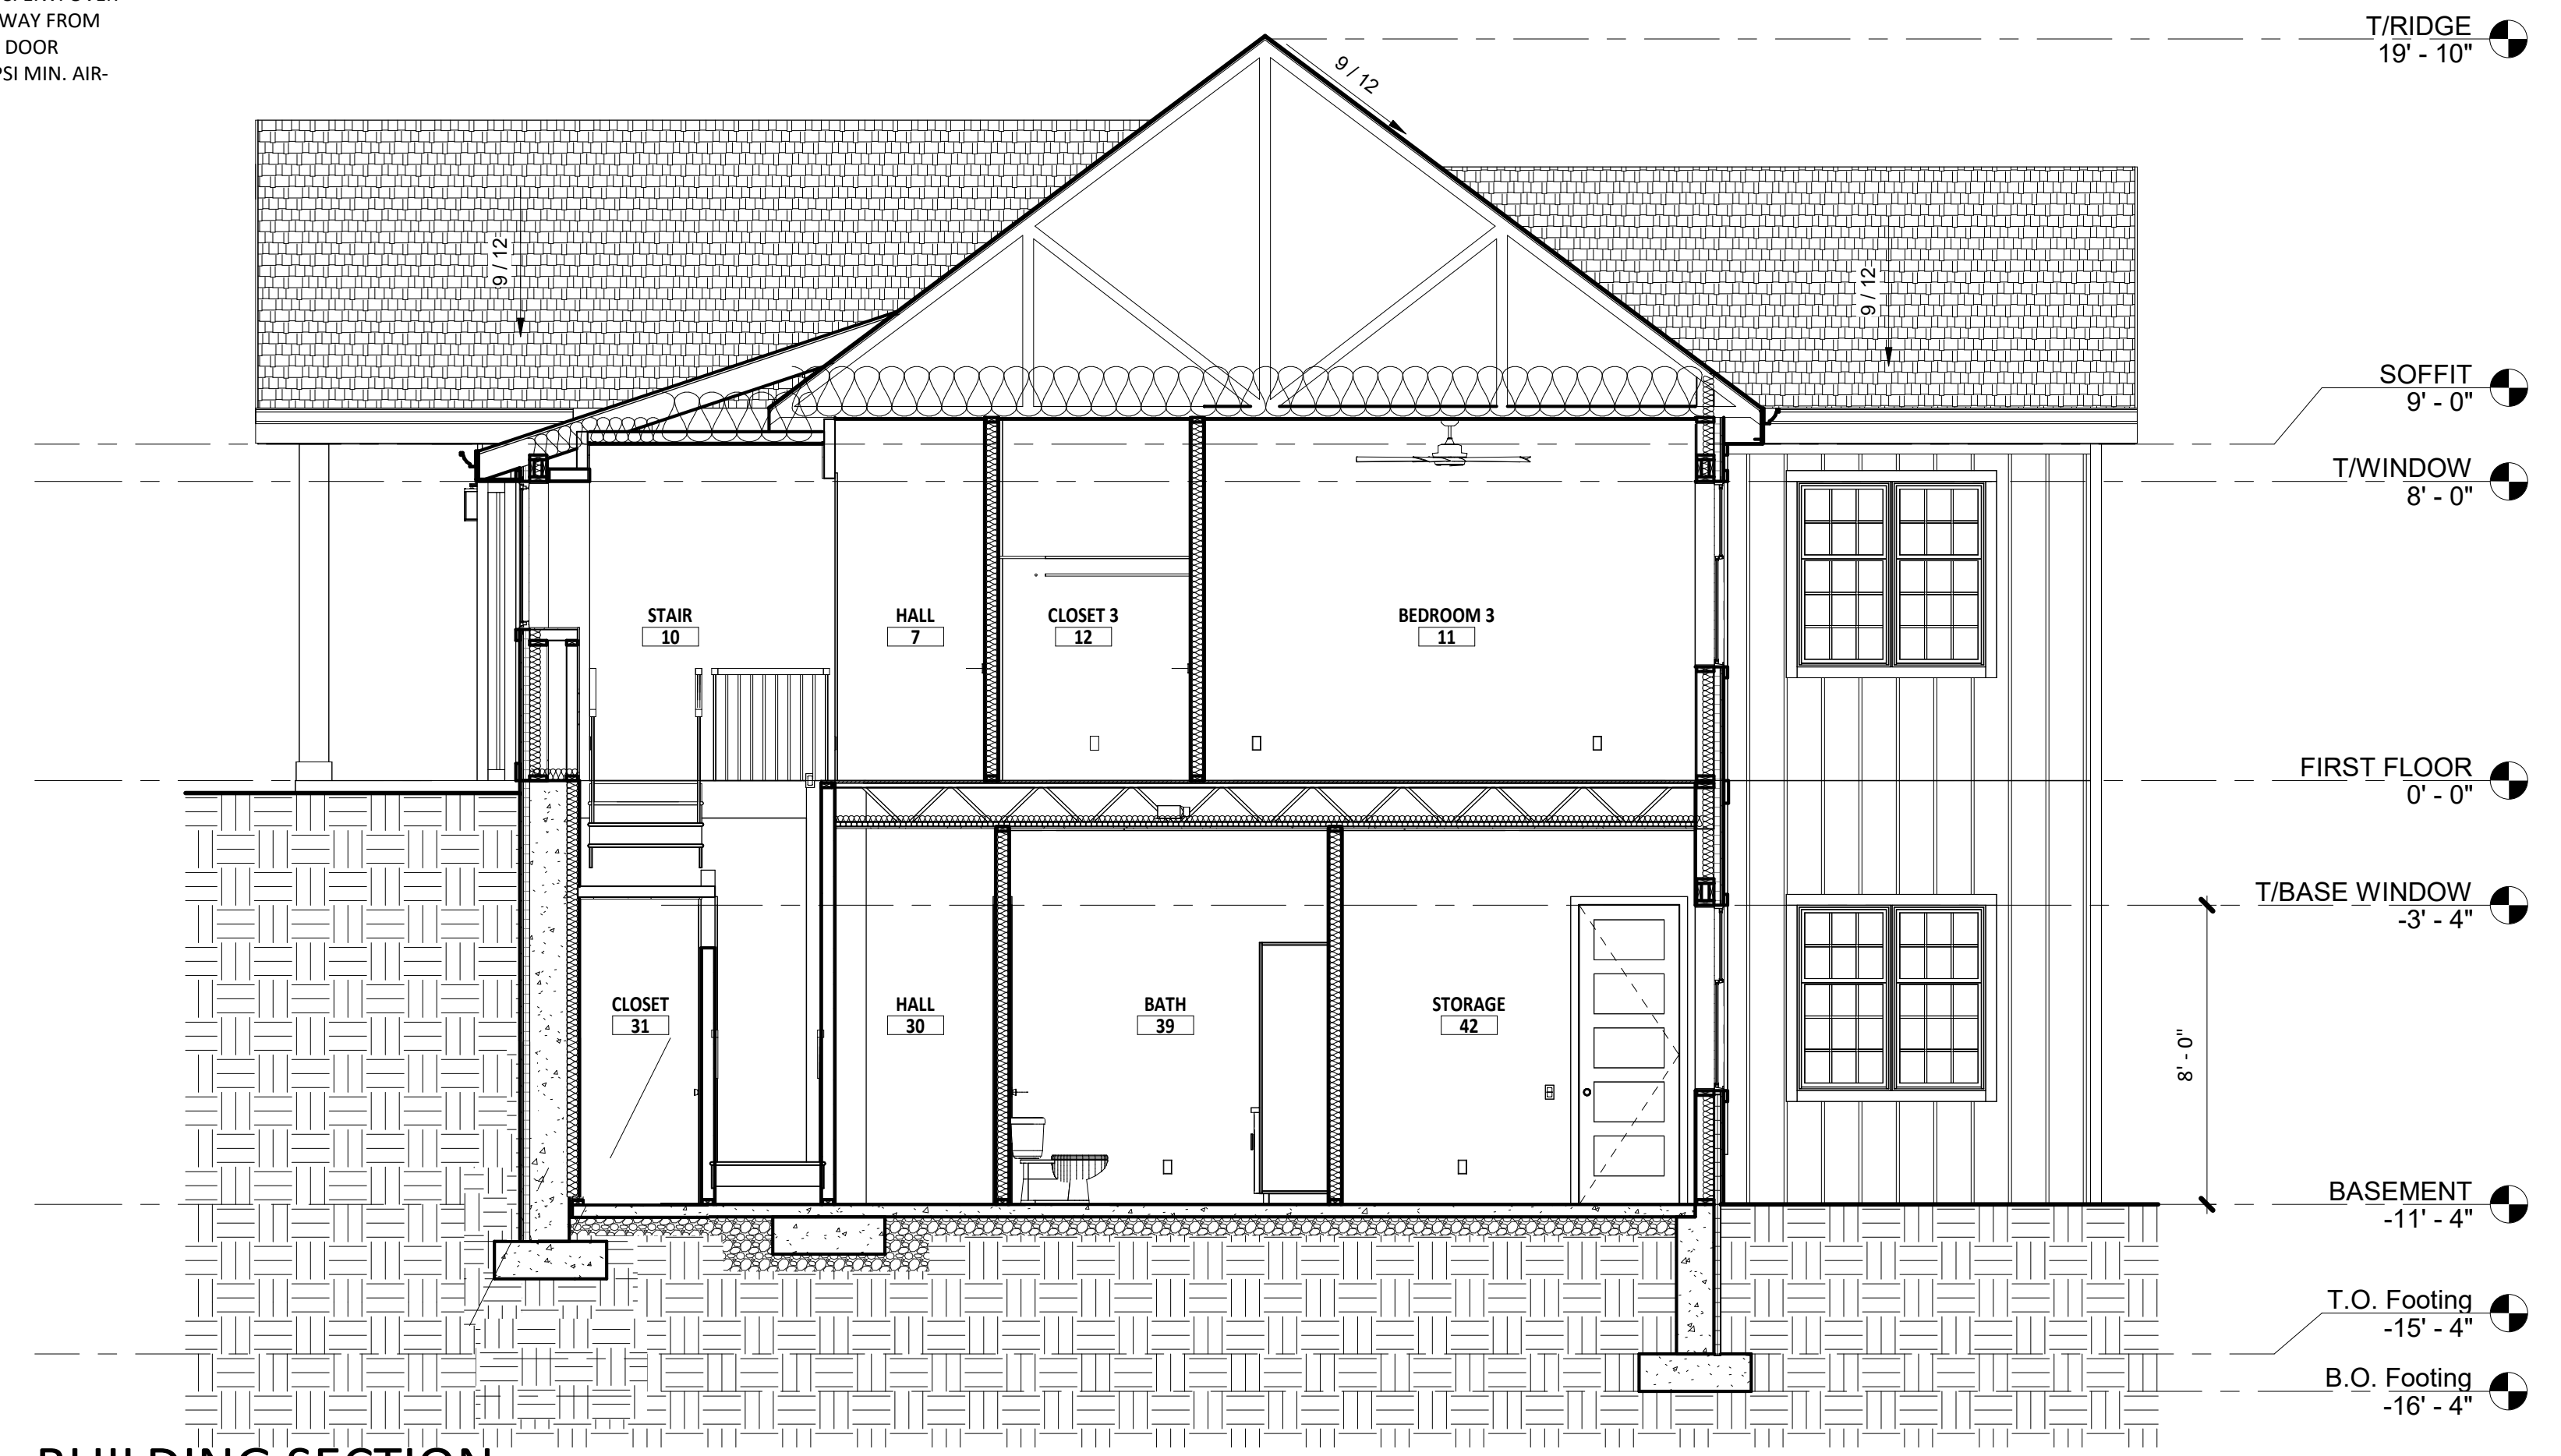 WAY FROM
DOOR
PSI MIN. AIR-
T/RIDGE
19' - 10"
9 / 12
9 / 12
9 / 12
SOFFIT
9' - 0"
T/WINDOW
8' - 0"
STAIR
10
HALL
7
CLOSET 3
12
BEDROOM 3
11
FIRST FLOOR
0' - 0"
T/BASE WINDOW
-3' - 4"
CLOSET
31
HALL
30
BATH
39
STORAGE
42
8' - 0"
BASEMENT
-11' - 4"
T.O. Footing
-15' - 4"
B.O. Footing
-16' - 4"
BUILDING SECTION